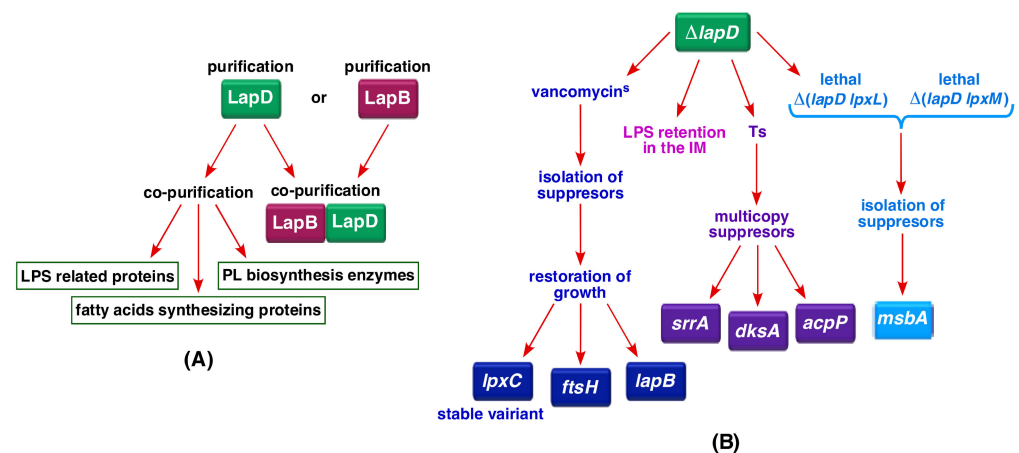 purification
LapD
or
purification
LapB
co-purification
co-purification
LapB LapD
LPS related proteins
PL biosynthesis enzymes
fatty acids synthesizing proteins
(A)
ΔlapD
vancomycinˢ
LPS retention
in the IM
Ts
lethal
Δ(lapD lpxL)
lethal
Δ(lapD lpxM)
isolation of
suppresors
multicopy
suppresors
isolation of
suppresors
restoration of
growth
srrA
dksA
acpP
msbA
lpxC
ftsH
lapB
stable vairiant
(B)